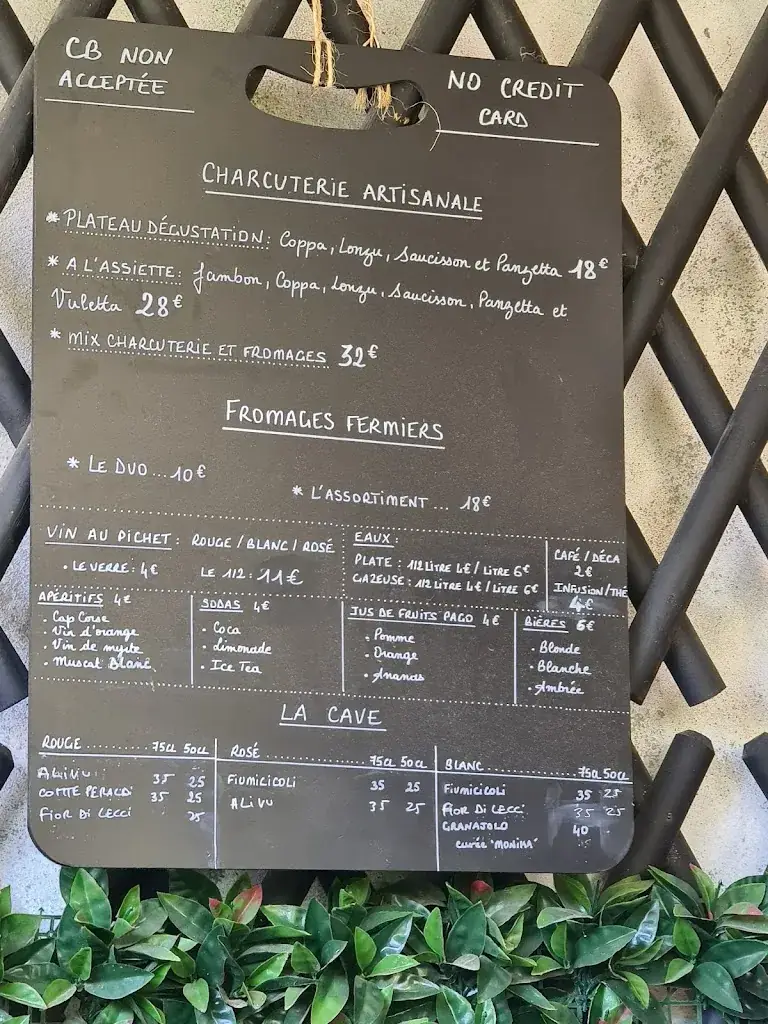 CB NON
ACCEPTÉE
NO CREDIT
CARD
CHARCUTERIE ARTISANALE
* PLATEAU DÉGUSTATION: Coppa, Lonzu, Saucisson et Panzetta 18€
* A L'ASSIETTE: Jambon, Coppa, Lonzu, Saucisson, Panzetta et
Vuletta 28€
* MIX CHARCUTERIE ET FROMAGES 32€
FROMAGES FERMIERS
* LE DUO...10€
* L'ASSORTIMENT ... 18€
VIN AU PICHET: ROUGE / BLANC / ROSÉ
• LE VERRE: 4€ LE 1/2: 11€
EAUX:
PLATE : 1/2 LITRE 4€ / LITRE 6€
GAZEUSE: 1/2 LITRE 4€ / LITRE 6€
CAFÉ / DÉCA
2€
INFUSION/THE
4€
APÉRITIFS 4€
• Cap Corse
• Vin d'orange
• Vin de myrte
• Muscat Blanc
SODAS 4€
• Coca
• Limonade
• Ice Tea
JUS DE FRUITS PAGO 4€
• Pomme
• Orange
• Ananas
BIÈRES 6€
• Blonde
• Blanche
• Ambrée
LA CAVE
ROUGE .......... 75CL 50CL
ALIVU 35 25
COMTE PERALDI 35 25
FIOR DI LECCI 25
ROSÉ .......... 75CL 50CL
FIUMICICOLI 35 25
ALIVU 35 25
BLANC .......... 75CL 50CL
FIUMICICOLI 35 25
FIOR DI LECCI 35 25
GRANAJOLO 40
cuvée "MONIKA"